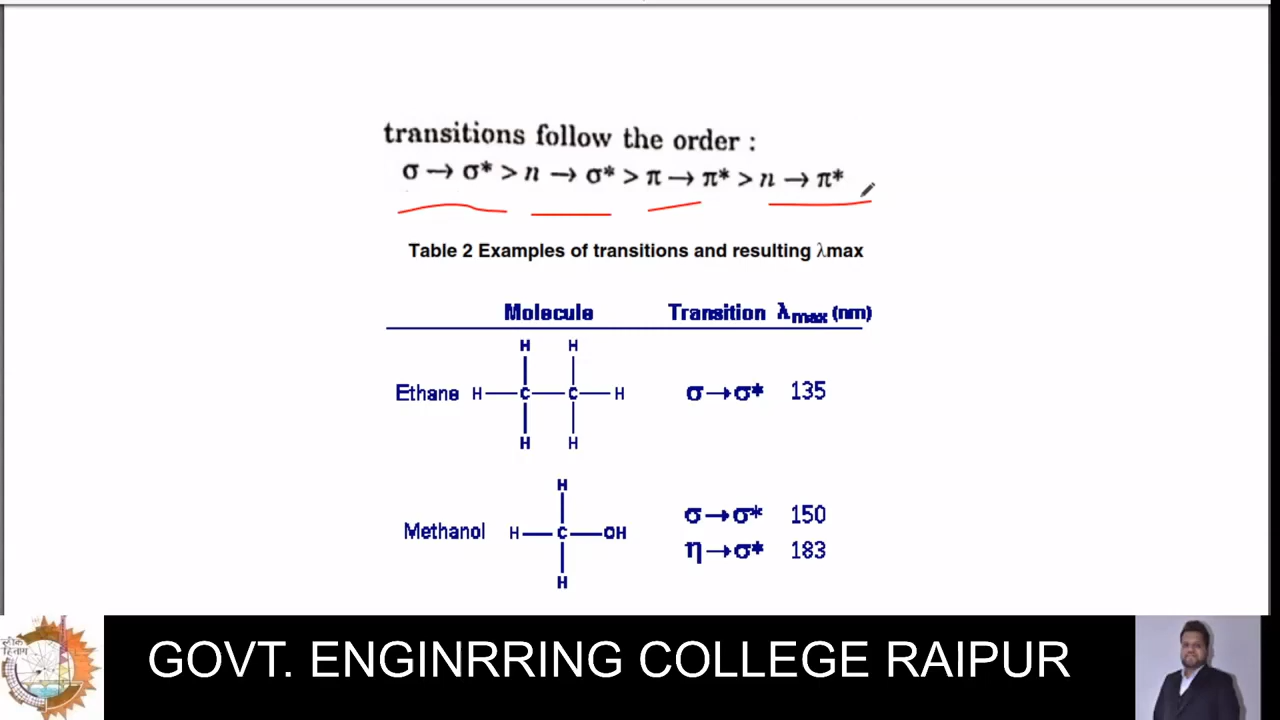 transitions follow the order :
σ → σ* > n → σ* > π → π* > n → π*
Table 2 Examples of transitions and resulting λmax
Molecule Transition λmax (nm)
H H
Ethane H C C H σ→σ* 135
H H
H
σ→σ* 150
Methanol H C OH
η→σ* 183
H
GOVT. ENGINRRING COLLEGE RAIPUR